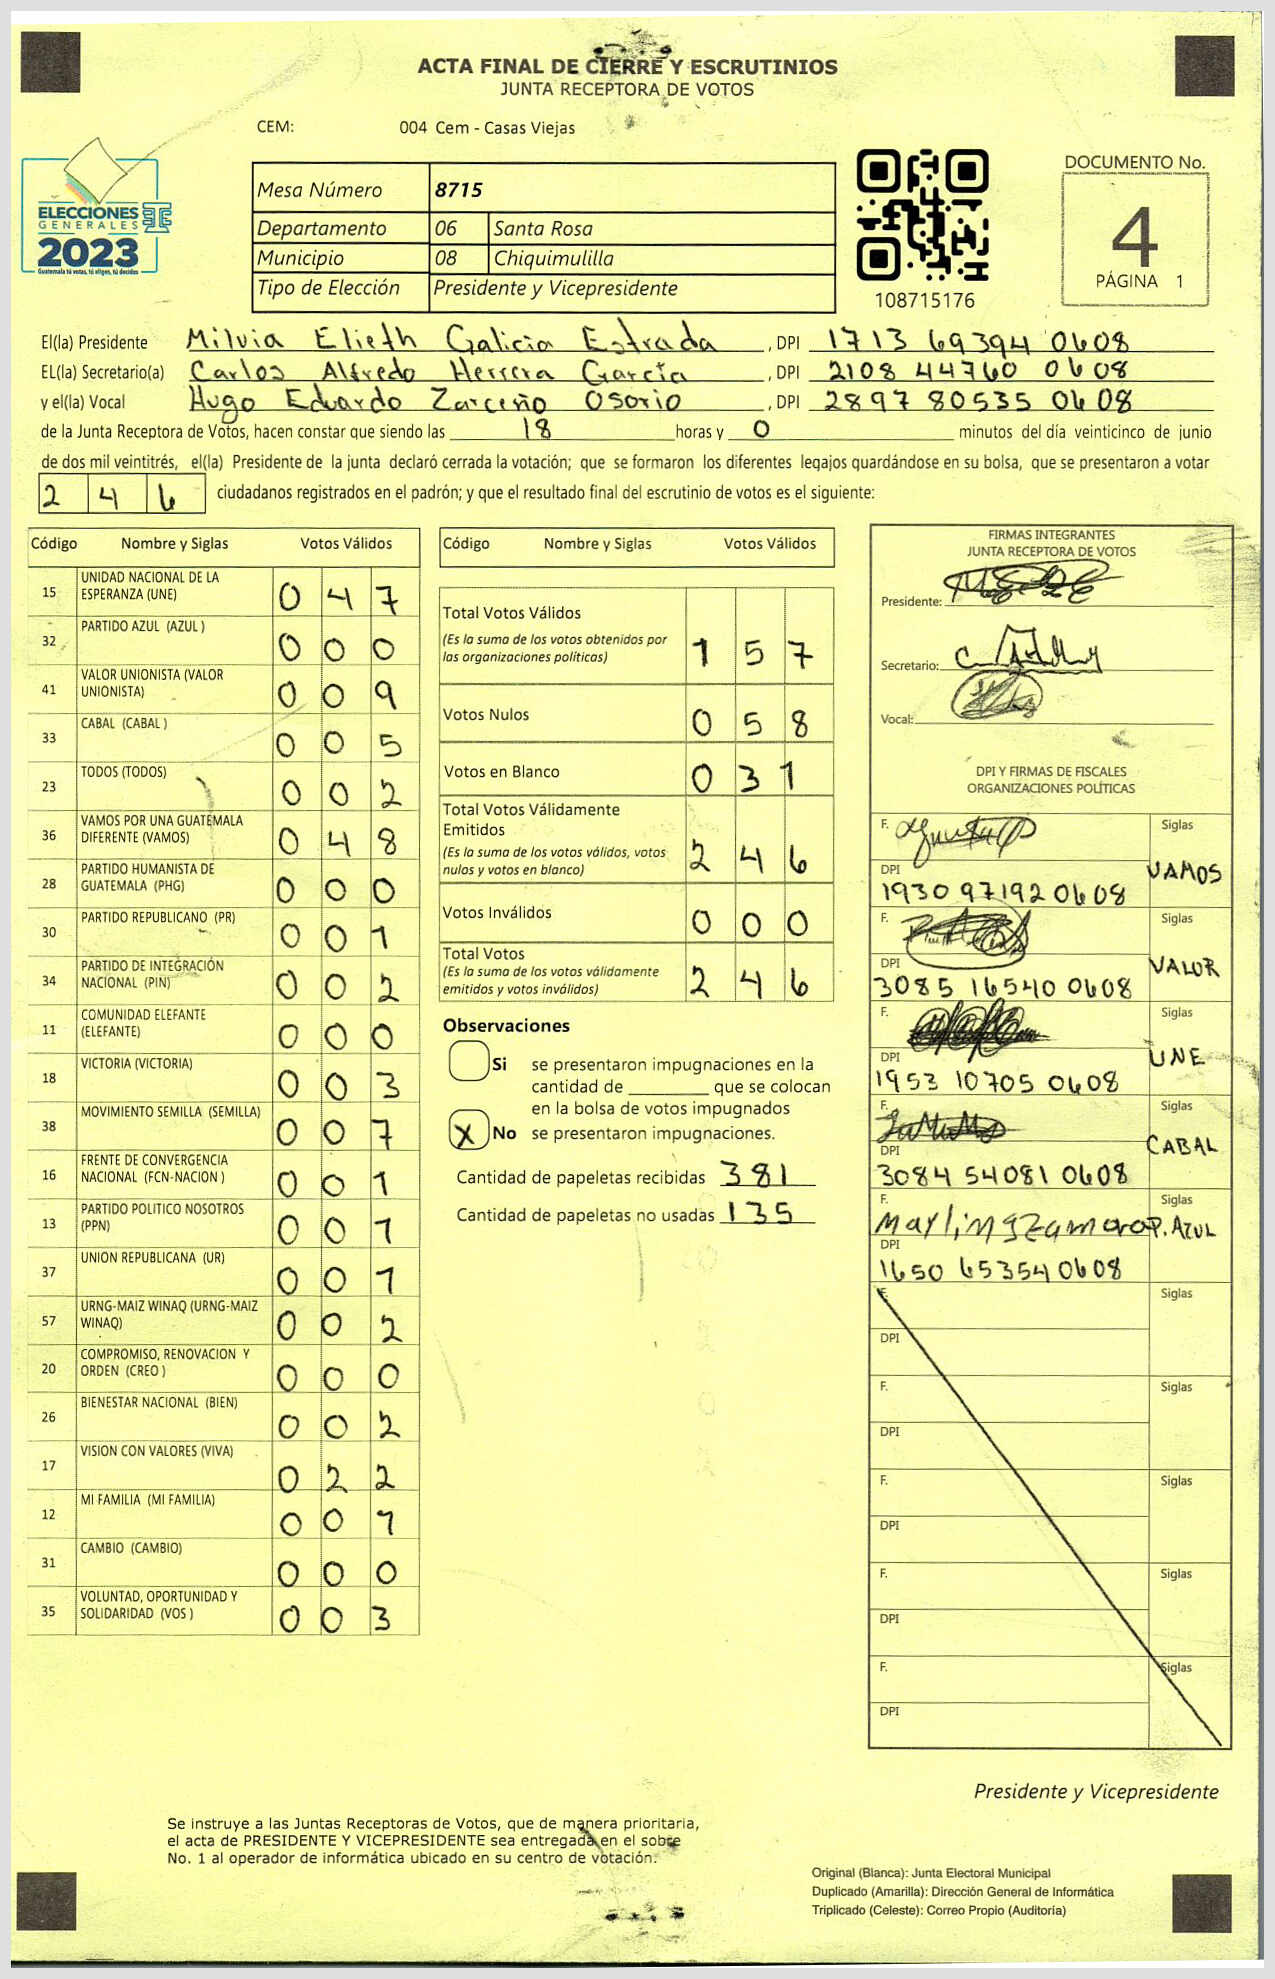 ACTA FINAL DE CIERRE Y ESCRUTINIOS
JUNTA RECEPTORA DE VOTOS
CEM: 004 Cem - Casas Viejas
ELECCIONES
GENERALES
2023
Guatemala tú votas, tú eliges, tú decides
Mesa Número 8715
Departamento 06 Santa Rosa
Municipio 08 Chiquimulilla
Tipo de Elección Presidente y Vicepresidente
108715176
DOCUMENTO No.
4
PÁGINA 1
El(la) Presidente Milvia Elieth Galicia Estrada , DPI 1713 69394 0608
EL(la) Secretario(a) Carlos Alfredo Herrera García , DPI 2108 44760 0608
y el(la) Vocal Hugo Eduardo Zarceño Osorio , DPI 2897 80535 0608
de la Junta Receptora de Votos, hacen constar que siendo las 18 horas y 0 minutos del día veinticinco de junio
de dos mil veintitrés, el(la) Presidente de la junta declaró cerrada la votación; que se formaron los diferentes legajos quardándose en su bolsa, que se presentaron a votar
2 4 6 ciudadanos registrados en el padrón; y que el resultado final del escrutinio de votos es el siguiente:
Código Nombre y Siglas Votos Válidos
15 UNIDAD NACIONAL DE LA ESPERANZA (UNE) 0 4 7
32 PARTIDO AZUL (AZUL ) 0 0 0
41 VALOR UNIONISTA (VALOR UNIONISTA) 0 0 9
33 CABAL (CABAL ) 0 0 5
23 TODOS (TODOS) 0 0 2
36 VAMOS POR UNA GUATEMALA DIFERENTE (VAMOS) 0 4 8
28 PARTIDO HUMANISTA DE GUATEMALA (PHG) 0 0 0
30 PARTIDO REPUBLICANO (PR) 0 0 1
34 PARTIDO DE INTEGRACIÓN NACIONAL (PIN) 0 0 2
11 COMUNIDAD ELEFANTE (ELEFANTE) 0 0 0
18 VICTORIA (VICTORIA) 0 0 3
38 MOVIMIENTO SEMILLA (SEMILLA) 0 0 7
16 FRENTE DE CONVERGENCIA NACIONAL (FCN-NACION ) 0 0 1
13 PARTIDO POLITICO NOSOTROS (PPN) 0 0 1
37 UNION REPUBLICANA (UR) 0 0 1
57 URNG-MAIZ WINAQ (URNG-MAIZ WINAQ) 0 0 2
20 COMPROMISO, RENOVACION Y ORDEN (CREO ) 0 0 0
26 BIENESTAR NACIONAL (BIEN) 0 0 2
17 VISION CON VALORES (VIVA) 0 2 2
12 MI FAMILIA (MI FAMILIA) 0 0 1
31 CAMBIO (CAMBIO) 0 0 0
35 VOLUNTAD, OPORTUNIDAD Y SOLIDARIDAD (VOS ) 0 0 3
Código Nombre y Siglas Votos Válidos
Total Votos Válidos
(Es la suma de los votos obtenidos por
las organizaciones políticas) 1 5 7
Votos Nulos 0 5 8
Votos en Blanco 0 3 1
Total Votos Válidamente
Emitidos
(Es la suma de los votos válidos, votos
nulos y votos en blanco) 2 4 6
Votos Inválidos 0 0 0
Total Votos
(Es la suma de los votos válidamente
emitidos y votos inválidos) 2 4 6
Observaciones
Si se presentaron impugnaciones en la
cantidad de ________ que se colocan
en la bolsa de votos impugnados
X No se presentaron impugnaciones.
Cantidad de papeletas recibidas 381
Cantidad de papeletas no usadas 135
FIRMAS INTEGRANTES
JUNTA RECEPTORA DE VOTOS
Presidente:
Secretario:
Vocal:
DPI Y FIRMAS DE FISCALES
ORGANIZACIONES POLÍTICAS
F. Siglas
VAMOS
DPI
1930 97192 0608
F. Siglas
VALOR
DPI
3085 16540 0608
F. Siglas
UNE
DPI
1953 10705 0608
F. Siglas
CABAL
DPI
3084 54081 0608
F. Siglas
Maylin Zamora P. AZUL
DPI
1650 65354 0608
F. Siglas
DPI
F. Siglas
DPI
F. Siglas
DPI
F. Siglas
DPI
F. Siglas
DPI
Presidente y Vicepresidente
Se instruye a las Juntas Receptoras de Votos, que de manera prioritaria,
el acta de PRESIDENTE Y VICEPRESIDENTE sea entregada en el sobre
No. 1 al operador de informática ubicado en su centro de votación.
Original (Blanca): Junta Electoral Municipal
Duplicado (Amarilla): Dirección General de Informática
Triplicado (Celeste): Correo Propio (Auditoría)